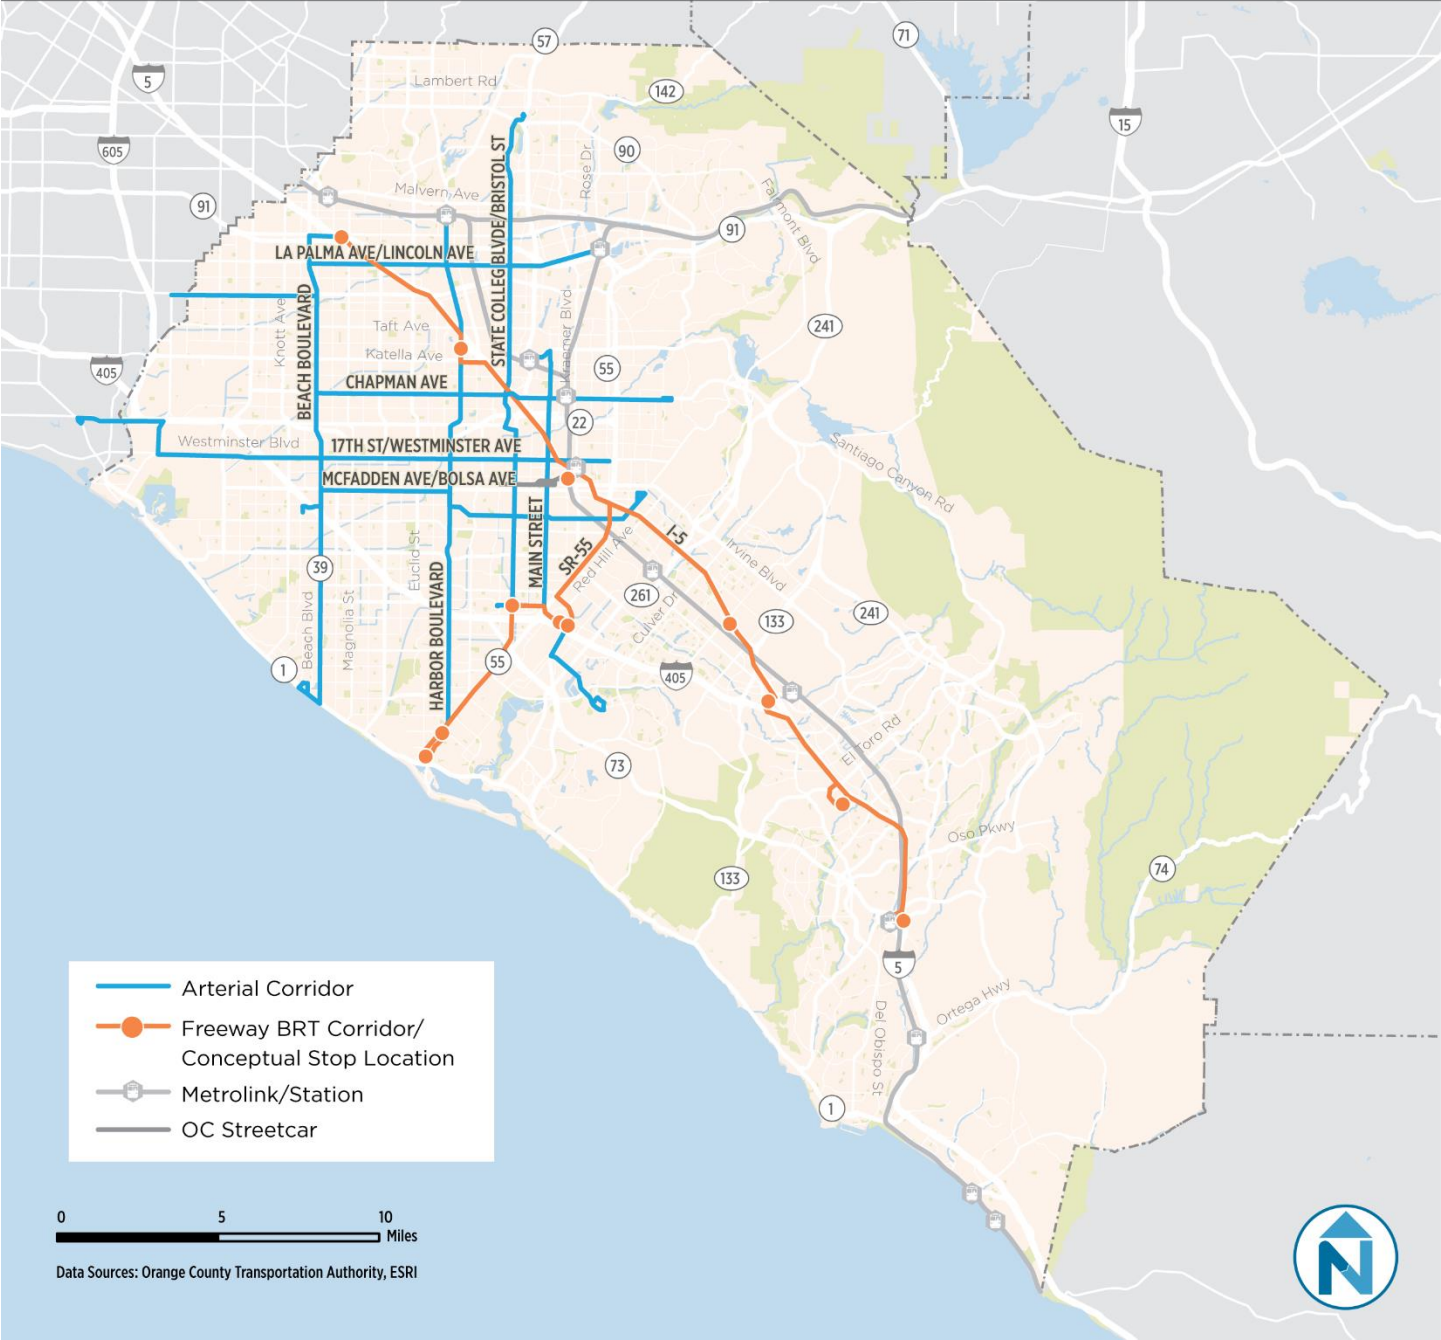 57
71
5
Lambert Rd
142
15
605
STATE COLLEG BLVDE/BRISTOL ST
90
Rose Dr
Malvern Ave
Fairmont Blvd
91
91
LA PALMA AVE/LINCOLN AVE
BEACH BOULEVARD
Knott Ave
Kraemer Blvd
Taft Ave
241
Katella Ave
405
55
CHAPMAN AVE
22
Westminster Blvd
17TH ST/WESTMINSTER AVE
Santiago Canyon Rd
MCFADDEN AVE/BOLSA AVE
MAIN STREET
I-5
SR-55
Red Hill Ave
Irvine Blvd
Euclid St
39
HARBOR BOULEVARD
261
Culver Dr
133
241
Beach Blvd
Magnolia St
1
55
405
El Toro Rd
73
Oso Pkwy
133
74
5
Ortega Hwy
Del Obispo St
1
Arterial Corridor
Freeway BRT Corridor/
Conceptual Stop Location
Metrolink/Station
OC Streetcar
0 5 10
Miles
Data Sources: Orange County Transportation Authority, ESRI
N